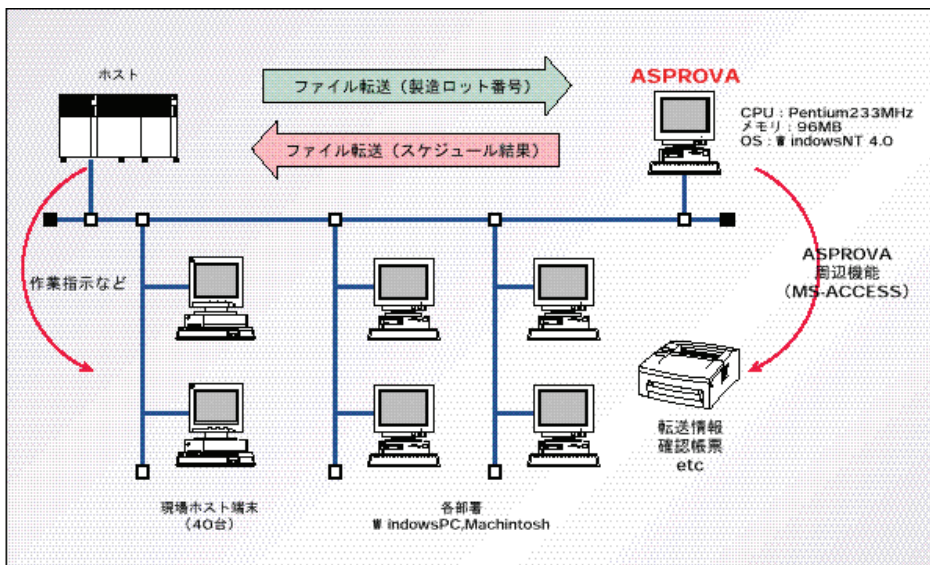 ホスト
ファイル転送（製造ロット番号）
ASPROVA
ファイル転送（スケジュール結果）
CPU：Pentium233MHz
メモリ：96MB
OS：WindowsNT 4.0
作業指示など
ASPROVA
周辺機能
（MS-ACCESS）
転送情報
確認帳票
etc
現場ホスト端末
（40台）
各部署
WindowsPC,Machintosh